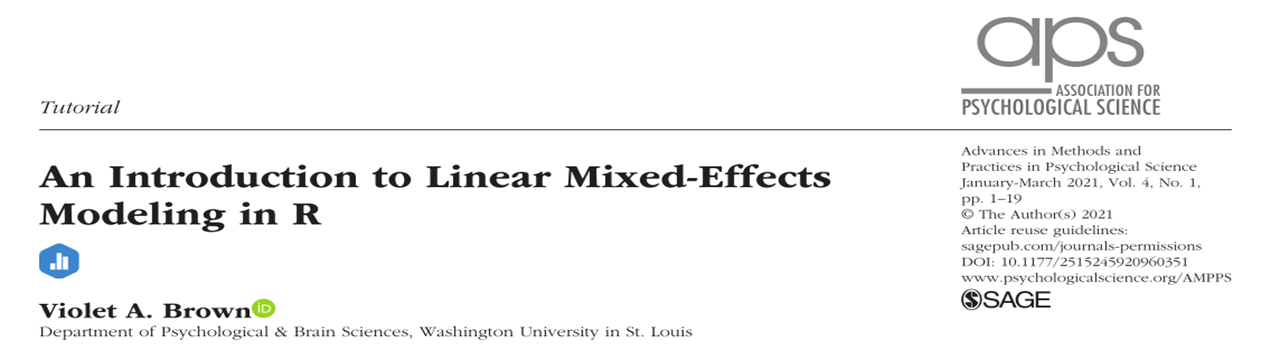 aps
ASSOCIATION FOR
PSYCHOLOGICAL SCIENCE
Tutorial
An Introduction to Linear Mixed-Effects
Modeling in R
Violet A. Brown iD
Department of Psychological & Brain Sciences, Washington University in St. Louis
Advances in Methods and
Practices in Psychological Science
January-March 2021, Vol. 4, No. 1,
pp. 1–19
© The Author(s) 2021
Article reuse guidelines:
sagepub.com/journals-permissions
DOI: 10.1177/2515245920960351
www.psychologicalscience.org/AMPPS
SAGE